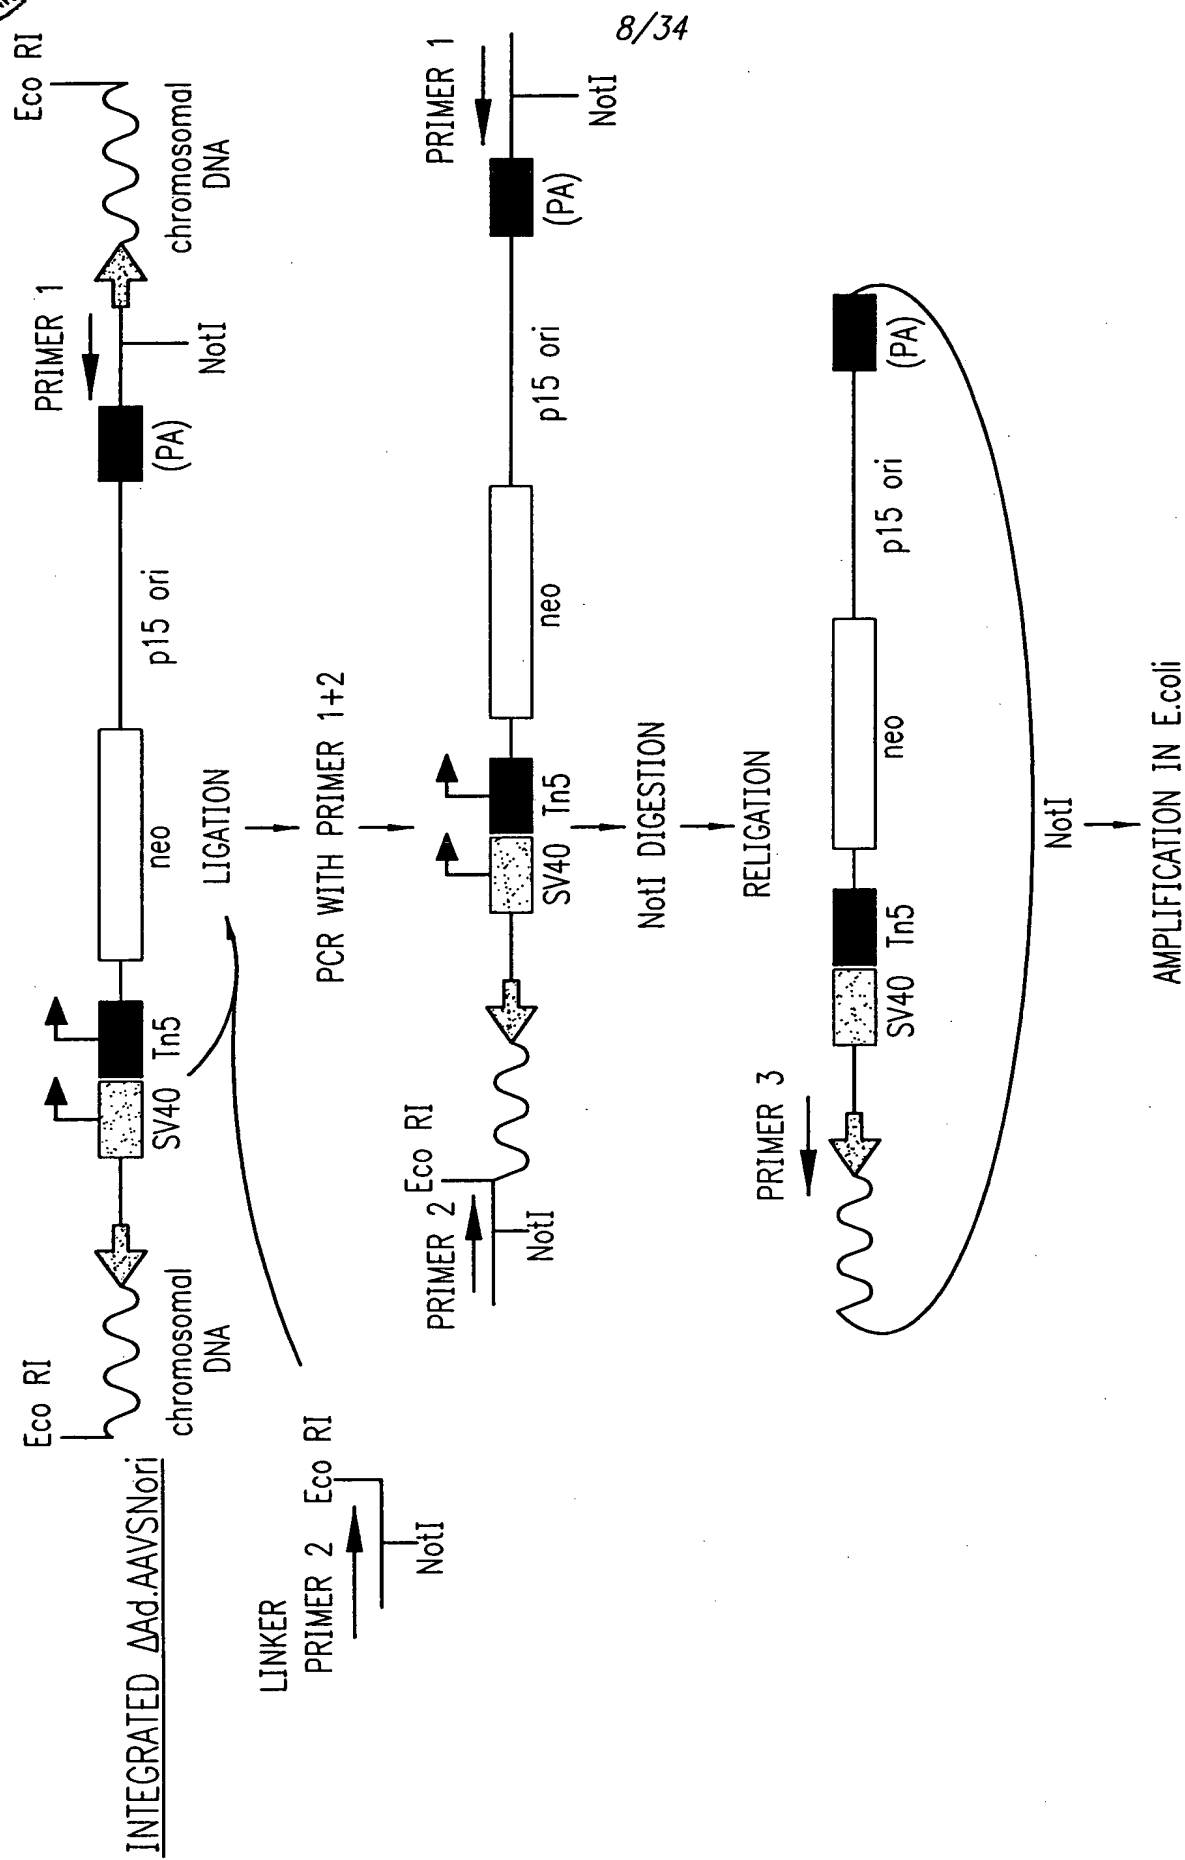 8/34
INTEGRATED ΔAd.AAVSNori
Eco RI
chromosomal
DNA
SV40
Tn5
neo
p15 ori
(PA)
PRIMER 1
NotI
chromosomal
DNA
Eco RI
LINKER
PRIMER 2
Eco RI
NotI
LIGATION
PCR WITH PRIMER 1+2
PRIMER 2
Eco RI
NotI
SV40
Tn5
neo
p15 ori
(PA)
PRIMER 1
NotI
NotI DIGESTION
RELIGATION
PRIMER 3
SV40
Tn5
neo
p15 ori
(PA)
NotI
AMPLIFICATION IN E.coli